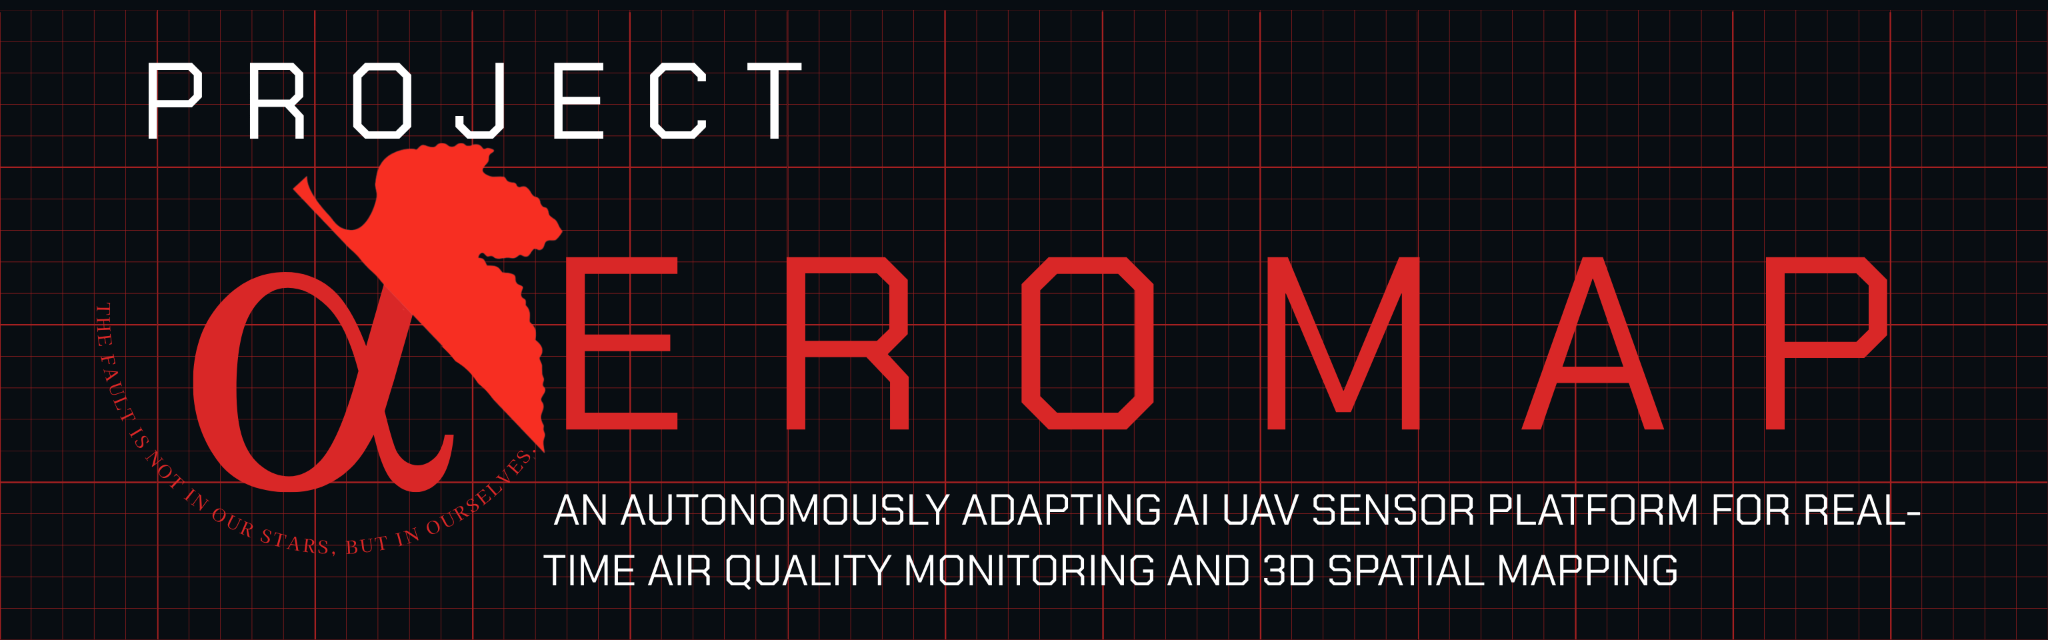 PROJECT
αEROMAP
THE FAULT IS NOT IN OUR STARS, BUT IN OURSELVES.
AN AUTONOMOUSLY ADAPTING AI UAV SENSOR PLATFORM FOR REAL-
TIME AIR QUALITY MONITORING AND 3D SPATIAL MAPPING